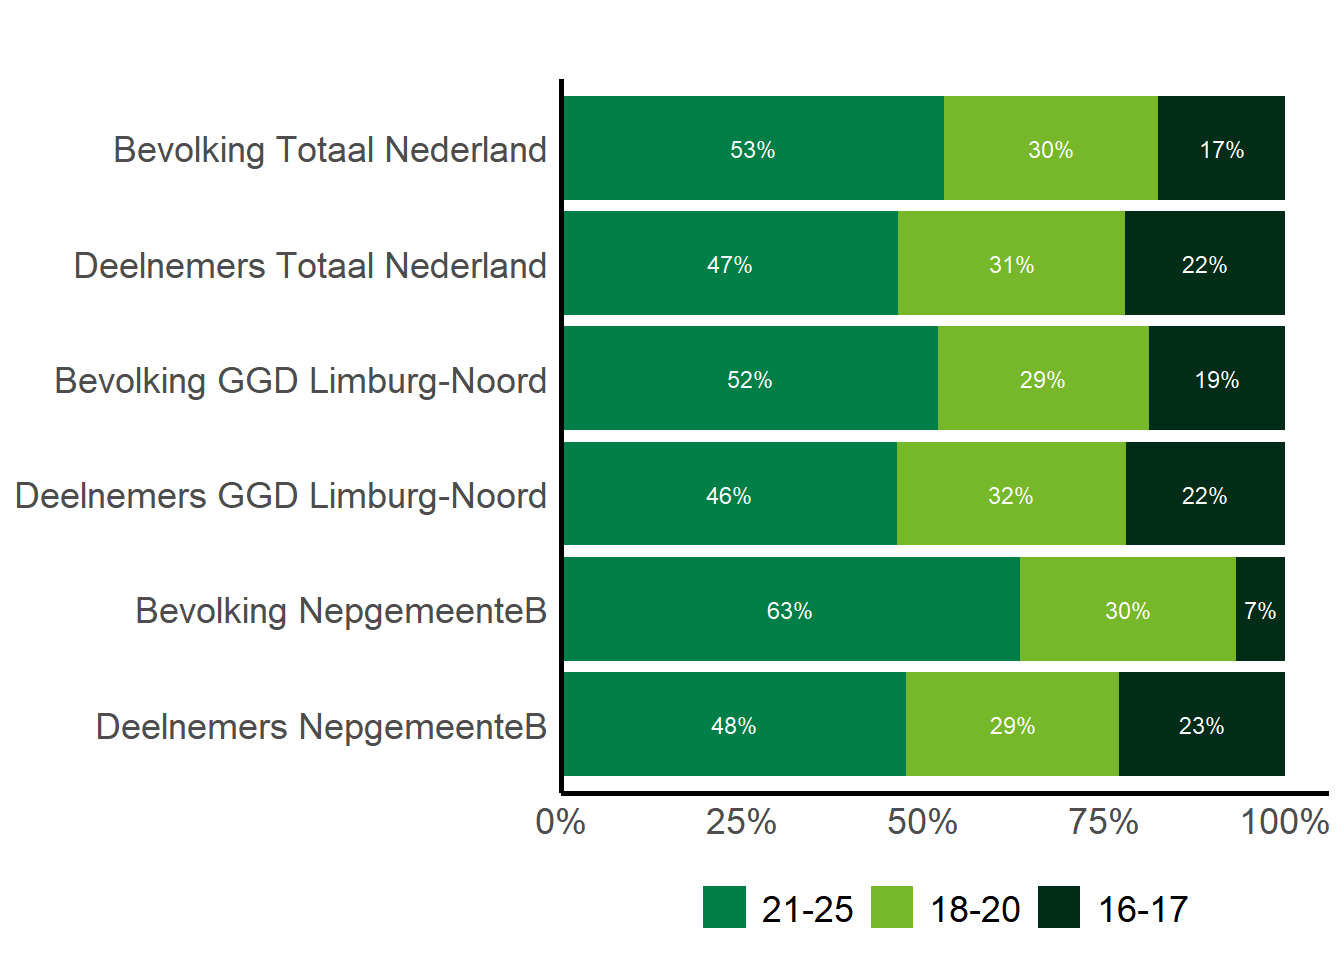 Bevolking Totaal Nederland 53% 30% 17%
Deelnemers Totaal Nederland 47% 31% 22%
Bevolking GGD Limburg-Noord 52% 29% 19%
Deelnemers GGD Limburg-Noord 46% 32% 22%
Bevolking NepgemeenteB 63% 30% 7%
Deelnemers NepgemeenteB 48% 29% 23%
0% 25% 50% 75% 100%
21-25 18-20 16-17